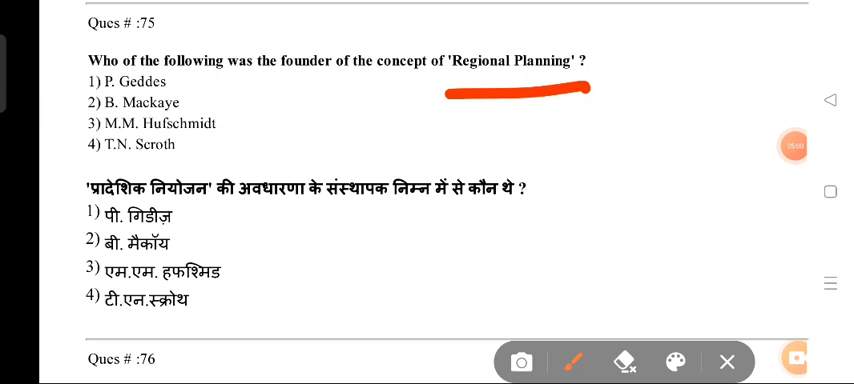 Ques # :75
Who of the following was the founder of the concept of 'Regional Planning' ?
1) P. Geddes
2) B. Mackaye
3) M.M. Hufschmidt
4) T.N. Scroth
'प्रादेशिक नियोजन' की अवधारणा के संस्थापक निम्न में से कौन थे ?
1) पी. गिडीज़
2) बी. मैकॉय
3) एम.एम. हफश्मिड
4) टी.एन.स्क्रोथ
Ques # :76